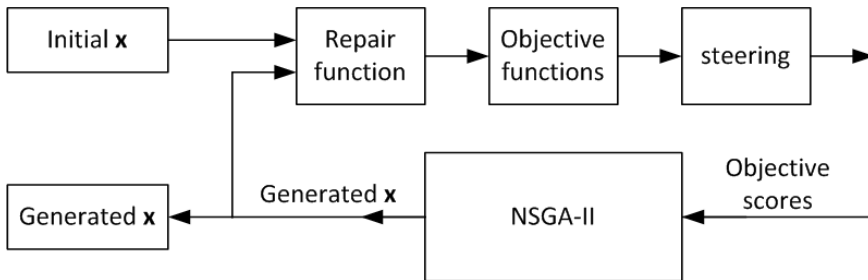 Initial x
Repair
function
Objective
functions
steering
Generated x
Generated x
NSGA-II
Objective
scores